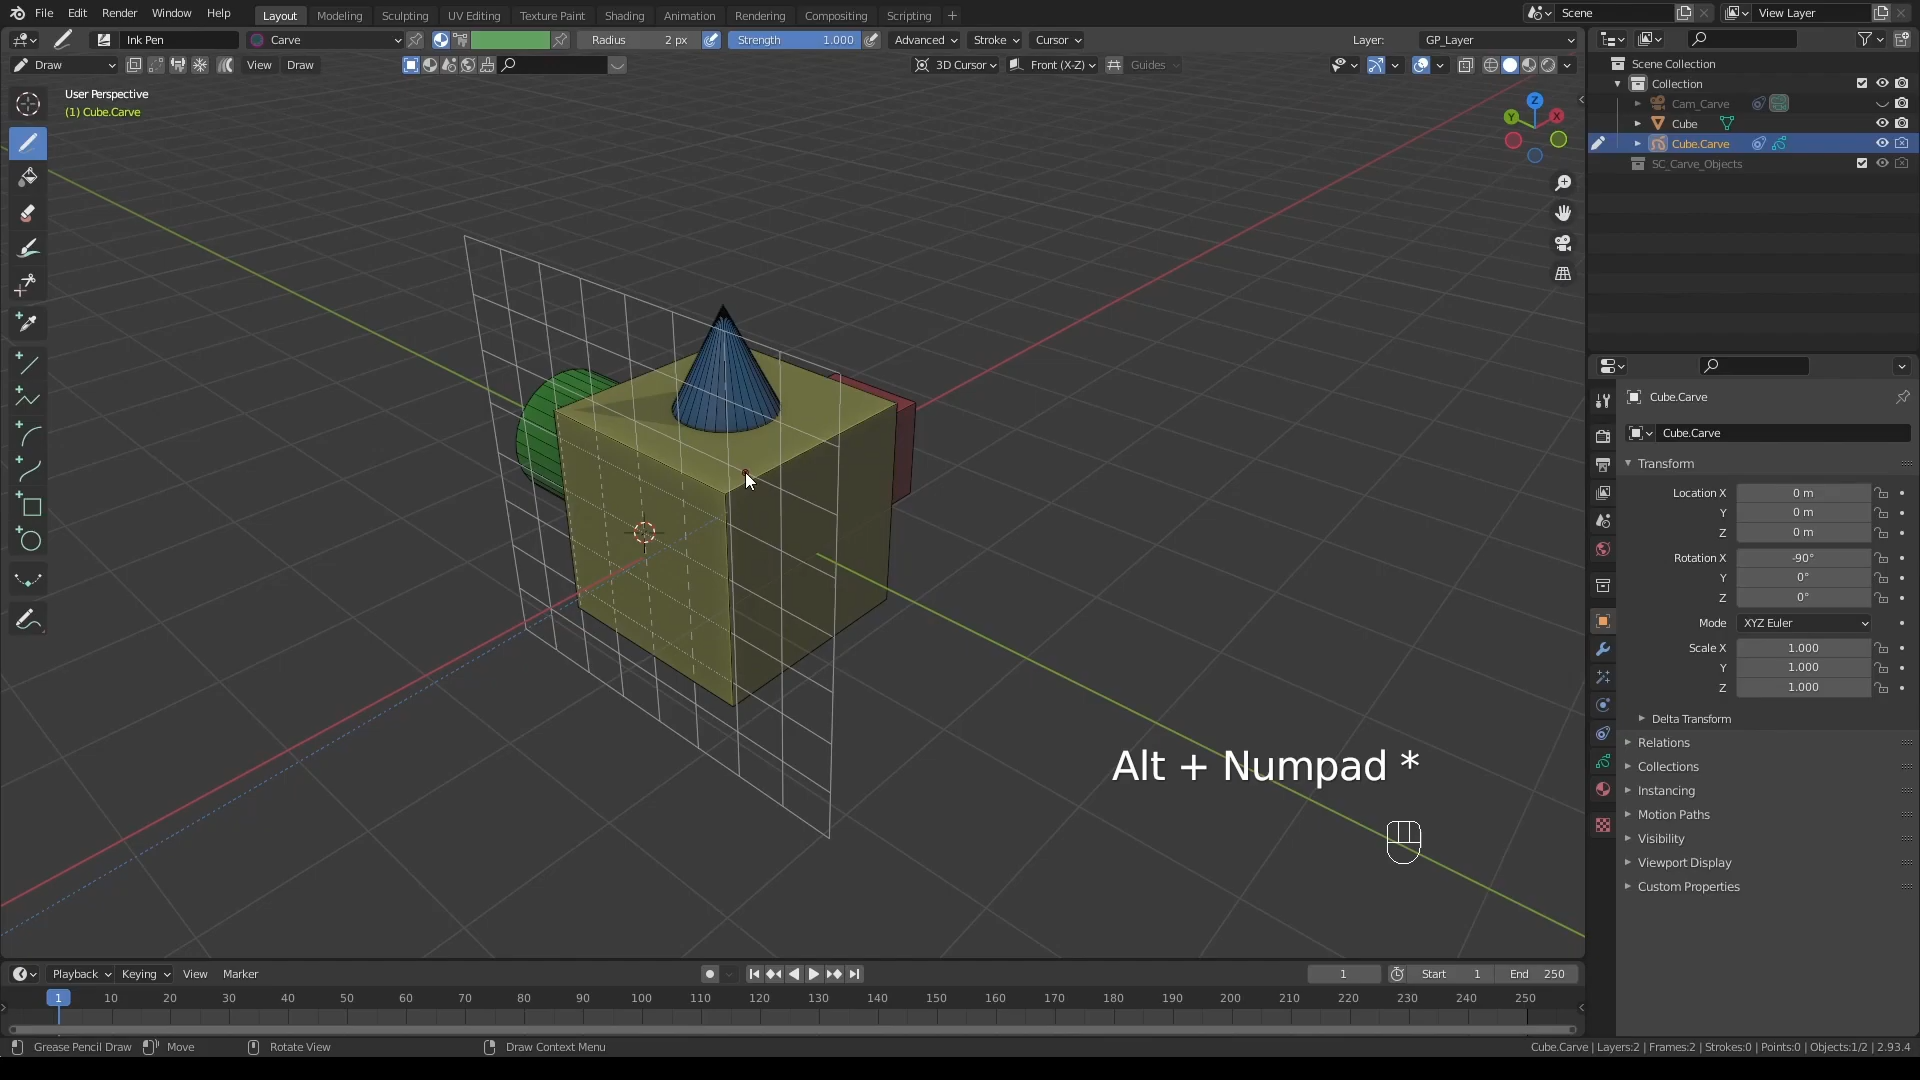 File Edit Render Window Help Layout Modeling Sculpting UV Editing Texture Paint Shading Animation Rendering Compositing Scripting + Scene View Layer
Ink Pen Carve Radius 2 px Strength 1.000 Advanced Stroke Cursor Layer: GP_Layer
Draw View Draw 3D Cursor Front (X-Z) Guides
User Perspective
(1) Cube.Carve
Z
Y X
Scene Collection
Collection
Cam_Carve
Cube
Cube.Carve
SC_Carve_Objects
Cube.Carve
Cube.Carve
Transform
Location X 0 m
Y 0 m
Z 0 m
Rotation X -90°
Y 0°
Z 0°
Mode XYZ Euler
Scale X 1.000
Y 1.000
Z 1.000
Delta Transform
Relations
Collections
Instancing
Motion Paths
Visibility
Viewport Display
Custom Properties
Alt + Numpad *
Playback Keying View Marker 1 Start 1 End 250
1 10 20 30 40 50 60 70 80 90 100 110 120 130 140 150 160 170 180 190 200 210 220 230 240 250
Grease Pencil Draw Move Rotate View Draw Context Menu Cube.Carve | Layers:2 | Frames:2 | Strokes:0 | Points:0 | Objects:1/2 | 2.93.4